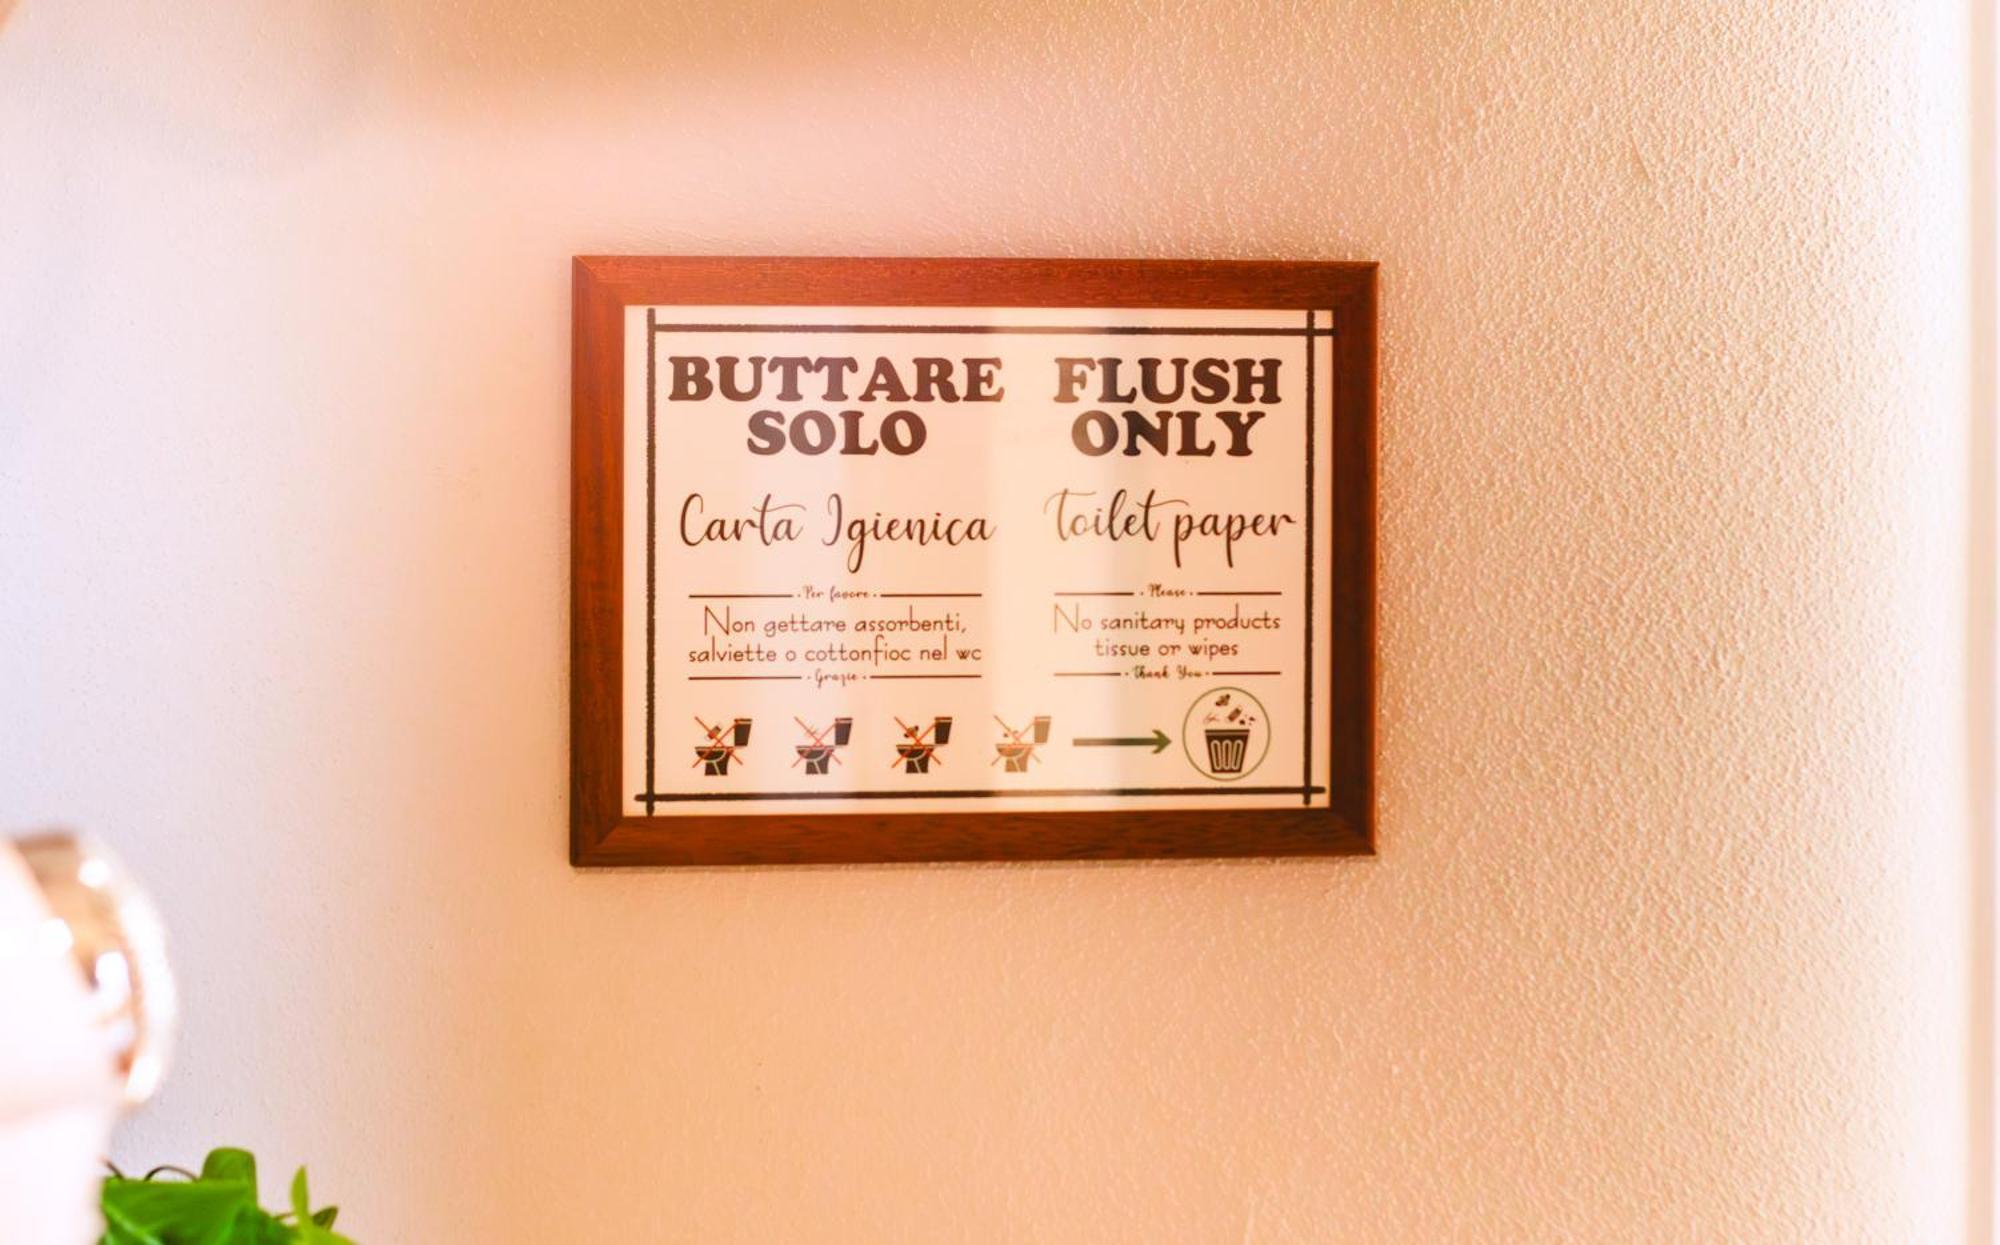 BUTTARE
SOLO
Carta Igienica
Per favore
Non gettare assorbenti,
salviette o cottonfioc nel wc
Grazie
FLUSH
ONLY
Toilet paper
Please
No sanitary products
tissue or wipes
Thank You